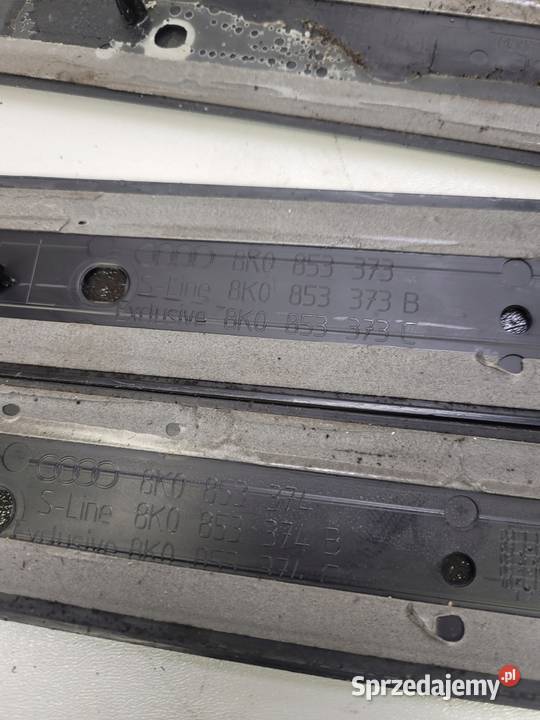 8K0 853 373
S-Line 8K0 853 373 B
Exclusive 8K0 853 373 C
8K0 853 374
S-Line 8K0 853 374 B
Exclusive 8K0 853 374 C
Sprzedajemy.pl